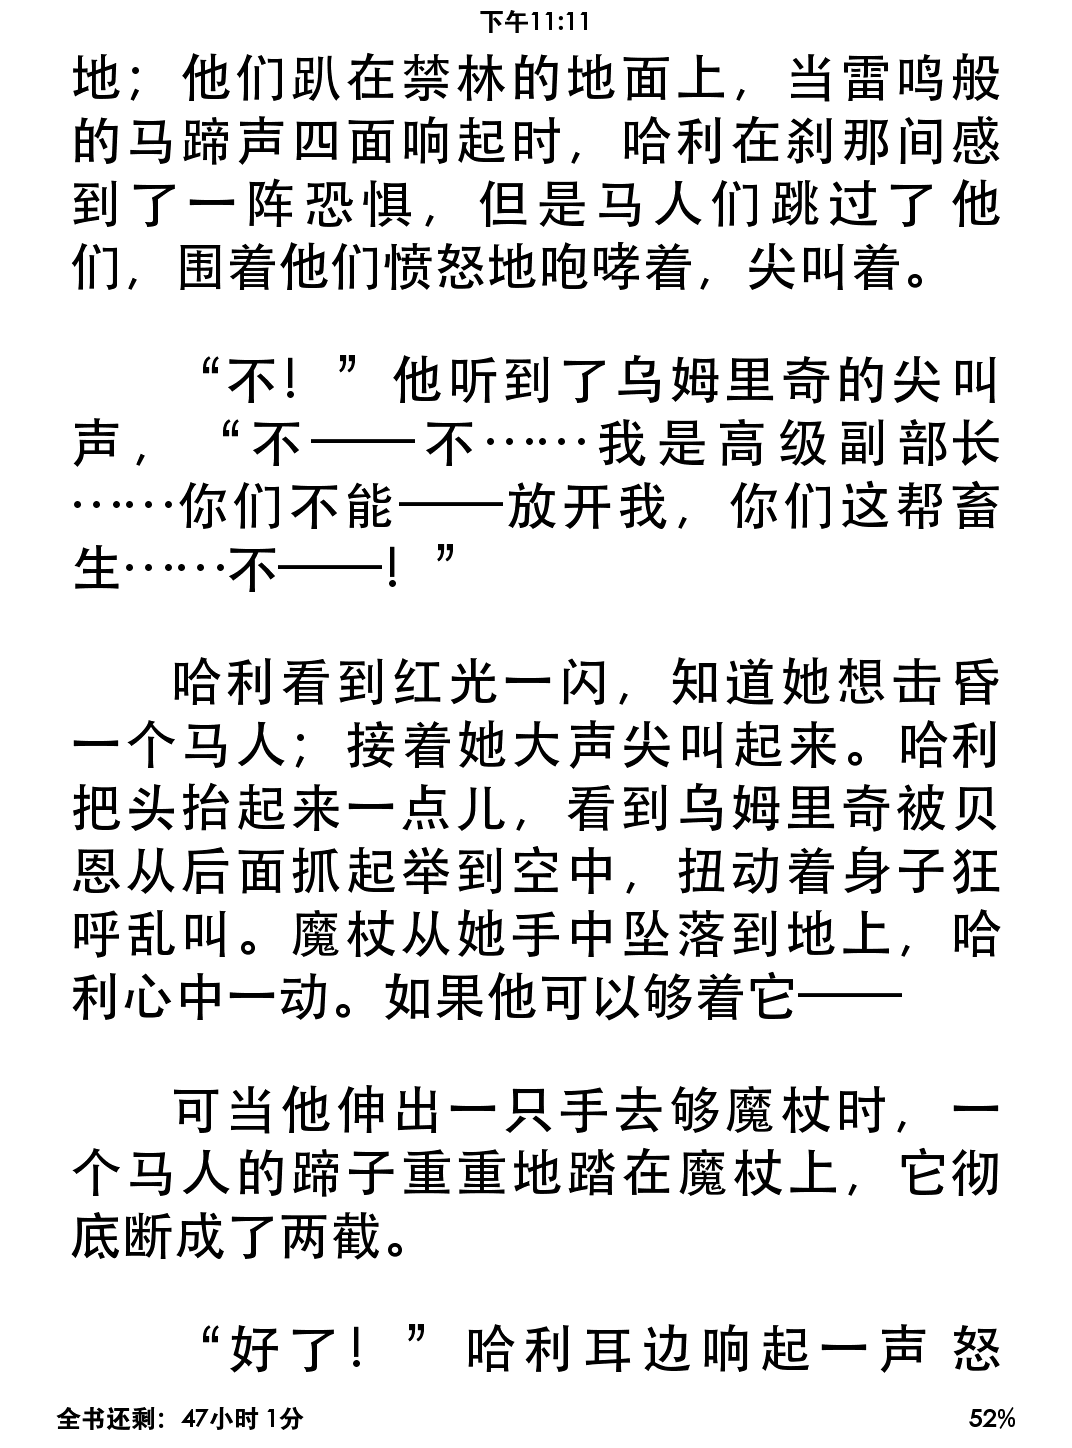 下午11:11
地；他们趴在禁林的地面上，当雷鸣般
的马蹄声四面响起时，哈利在刹那间感
到了一阵恐惧，但是马人们跳过了他
们，围着他们愤怒地咆哮着，尖叫着。
“不！”他听到了乌姆里奇的尖叫
声，“不——不……我是高级副部长
……你们不能——放开我，你们这帮畜
生……不——！”
哈利看到红光一闪，知道她想击昏
一个马人；接着她大声尖叫起来。哈利
把头抬起来一点儿，看到乌姆里奇被贝
恩从后面抓起举到空中，扭动着身子狂
呼乱叫。魔杖从她手中坠落到地上，哈
利心中一动。如果他可以够着它——
可当他伸出一只手去够魔杖时，一
个马人的蹄子重重地踏在魔杖上，它彻
底断成了两截。
“好了！”哈利耳边响起一声怒
全书还剩：47小时1分 52%